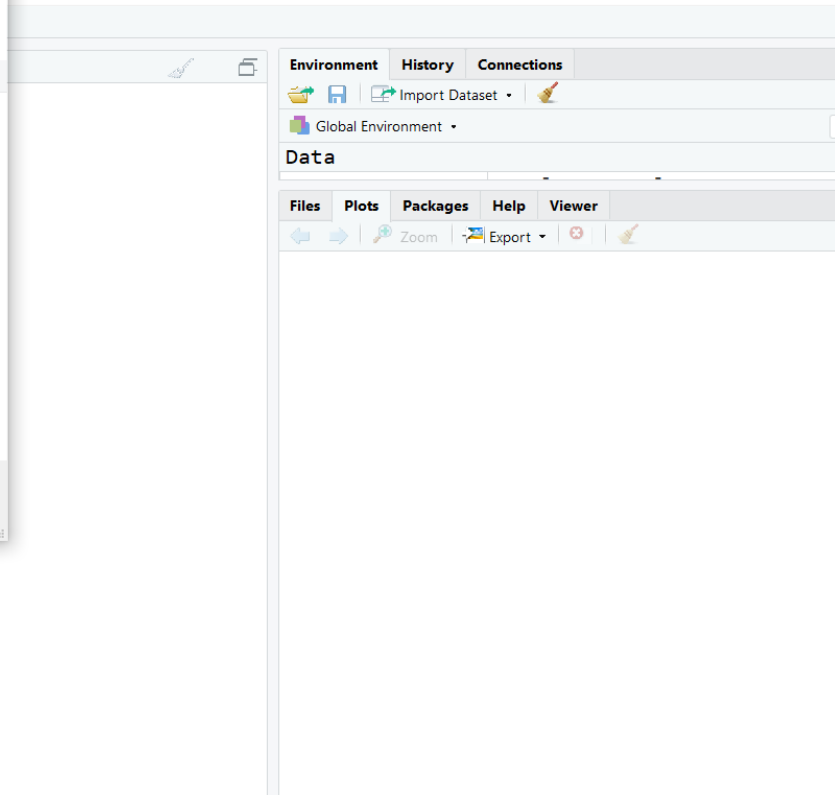 Environment History Connections
Import Dataset
Global Environment
Data
Files Plots Packages Help Viewer
Zoom Export